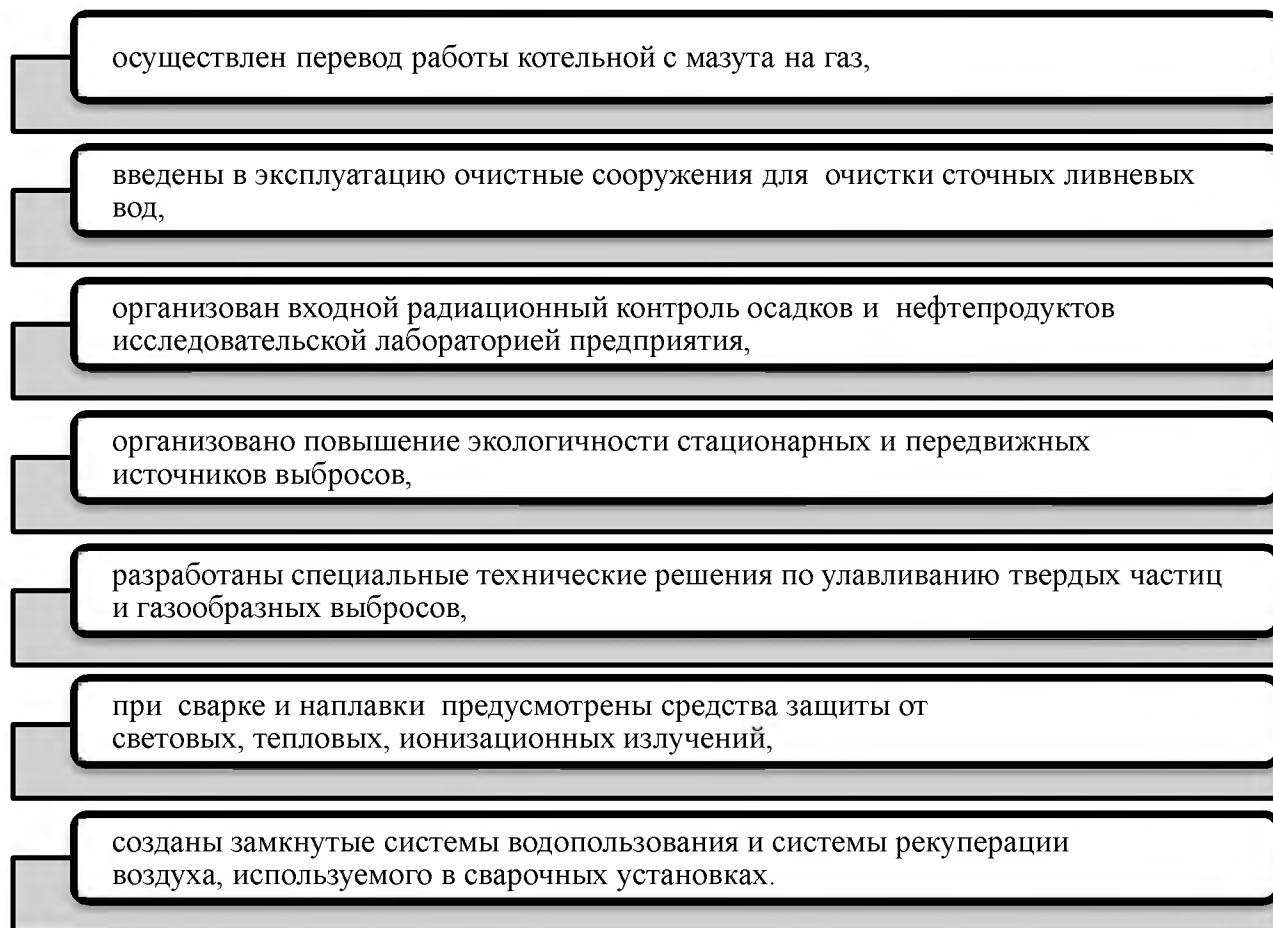 осуществлен перевод работы котельной с мазута на газ,
введены в эксплуатацию очистные сооружения для  очистки сточных ливневых
вод,
организован входной радиационный контроль осадков и  нефтепродуктов
исследовательской лабораторией предприятия,
организовано повышение экологичности стационарных и передвижных
источников выбросов,
разработаны специальные технические решения по улавливанию твердых частиц
и газообразных выбросов,
при  сварке и наплавки  предусмотрены средства защиты от
световых, тепловых, ионизационных излучений,
созданы замкнутые системы водопользования и системы рекуперации
воздуха, используемого в сварочных установках.